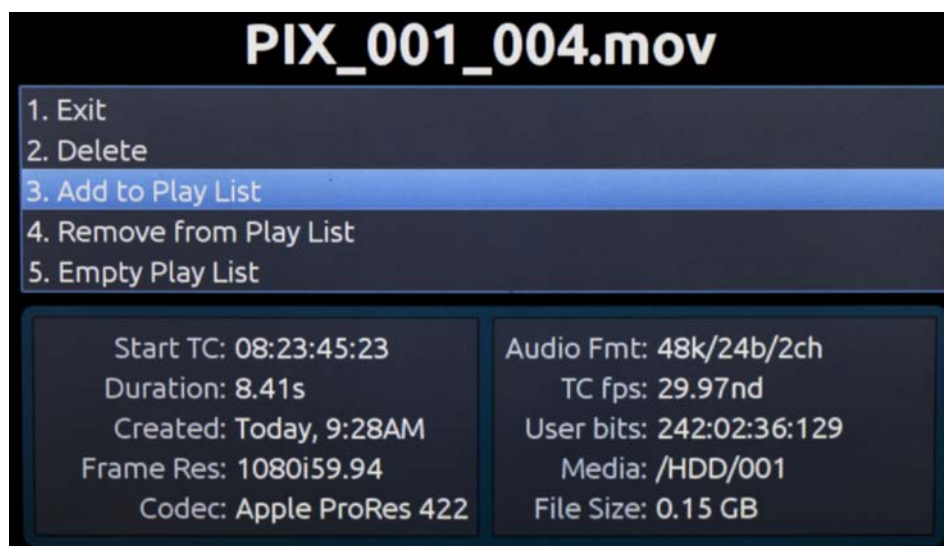 PIX_001_004.mov
1. Exit
2. Delete
3. Add to Play List
4. Remove from Play List
5. Empty Play List
Start TC: 08:23:45:23
Duration: 8.41s
Created: Today, 9:28AM
Frame Res: 1080i59.94
Codec: Apple ProRes 422
Audio Fmt: 48k/24b/2ch
TC fps: 29.97nd
User bits: 242:02:36:129
Media: /HDD/001
File Size: 0.15 GB